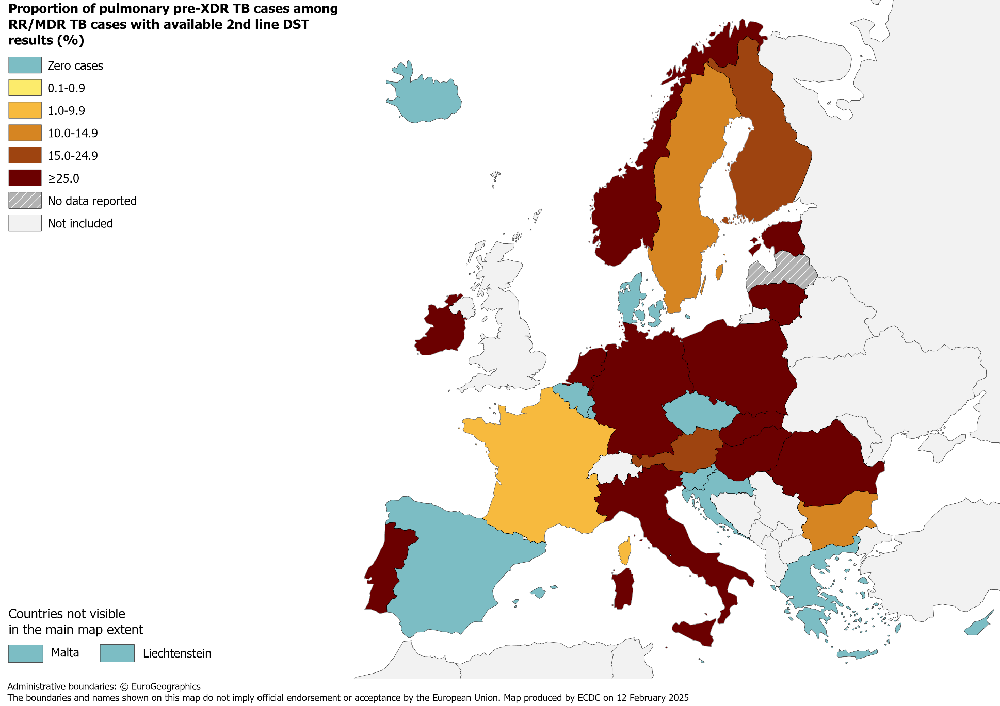 Proportion of pulmonary pre-XDR TB cases among
RR/MDR TB cases with available 2nd line DST
results (%)
Zero cases
0.1-0.9
1.0-9.9
10.0-14.9
15.0-24.9
≥25.0
No data reported
Not included
Countries not visible
in the main map extent
Malta
Liechtenstein
Administrative boundaries: © EuroGeographics
The boundaries and names shown on this map do not imply official endorsement or acceptance by the European Union. Map produced by ECDC on 12 February 2025